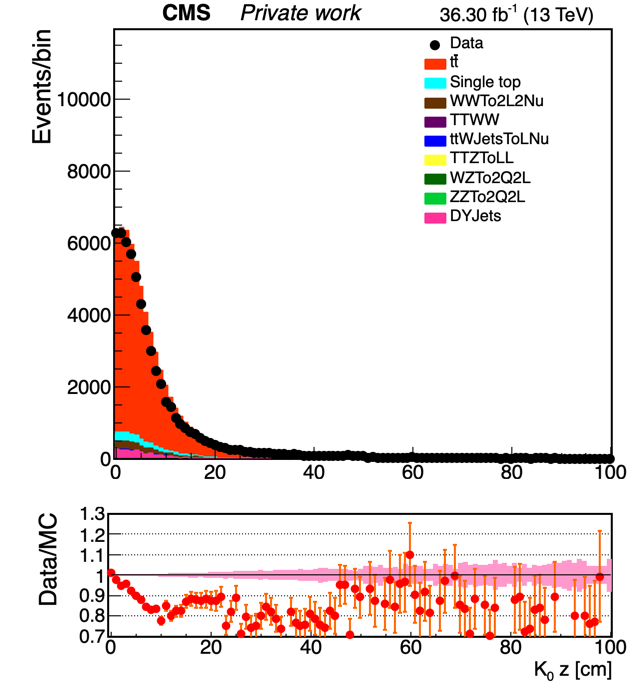 CMS Private work 36.30 fb⁻¹ (13 TeV)
Events/bin
10000
8000
6000
4000
2000
0
Data
tt̄
Single top
WWTo2L2Nu
TTWW
ttWJetsToLNu
TTZToLL
WZTo2Q2L
ZZTo2Q2L
DYJets
0 20 40 60 80 100
Data/MC
1.3
1.2
1.1
1
0.9
0.8
0.7
0 20 40 60 80 100
K₀ z [cm]